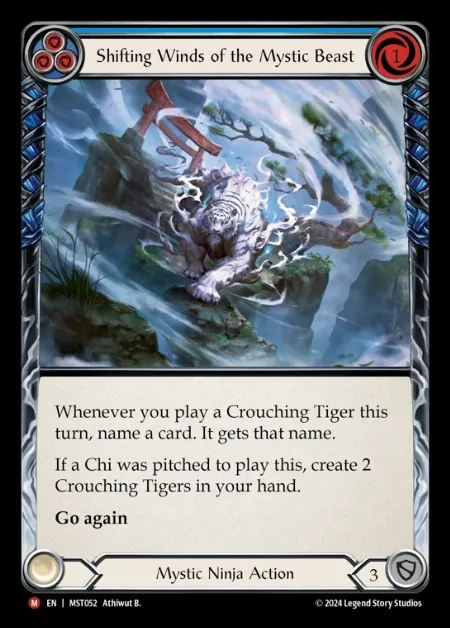 Shifting Winds of the Mystic Beast
1
Whenever you play a Crouching Tiger this
turn, name a card. It gets that name.
If a Chi was pitched to play this, create 2
Crouching Tigers in your hand.
Go again
Mystic Ninja Action
3
M EN | MST052 Athiwut B.
© 2024 Legend Story Studios